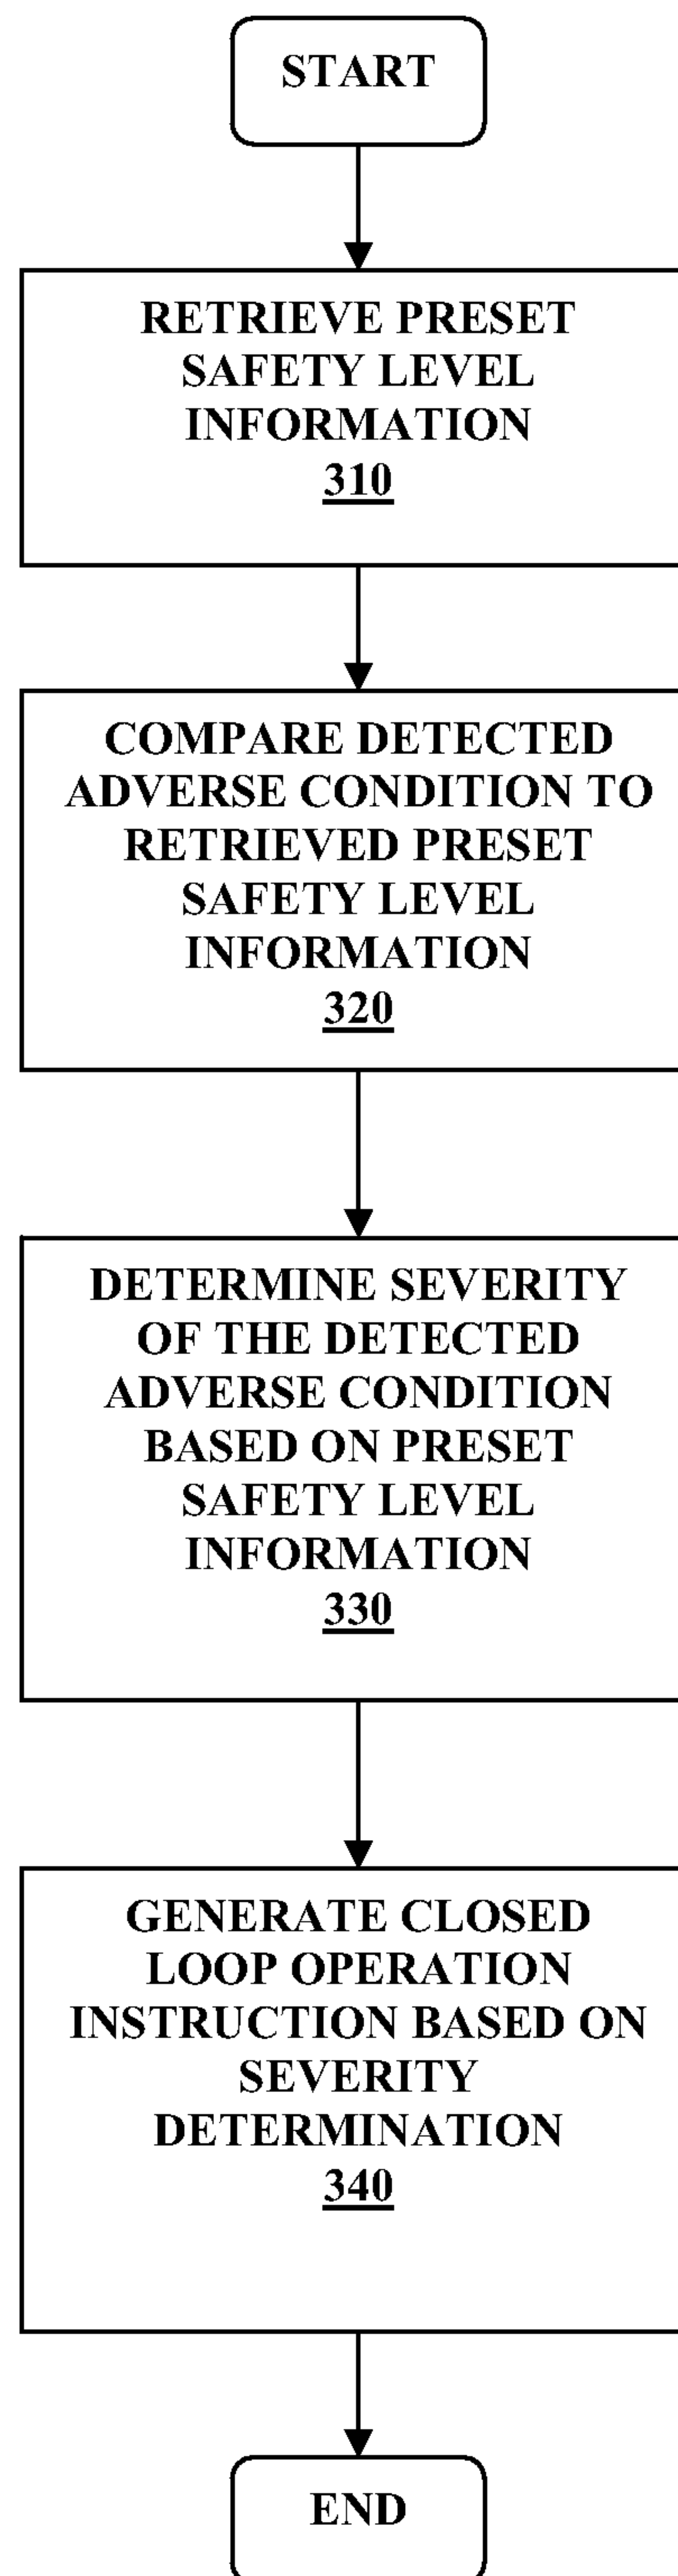 START
RETRIEVE PRESET
SAFETY LEVEL
INFORMATION
310
COMPARE DETECTED
ADVERSE CONDITION TO
RETRIEVED PRESET
SAFETY LEVEL
INFORMATION
320
DETERMINE SEVERITY
OF THE DETECTED
ADVERSE CONDITION
BASED ON PRESET
SAFETY LEVEL
INFORMATION
330
GENERATE CLOSED
LOOP OPERATION
INSTRUCTION BASED ON
SEVERITY
DETERMINATION
340
END